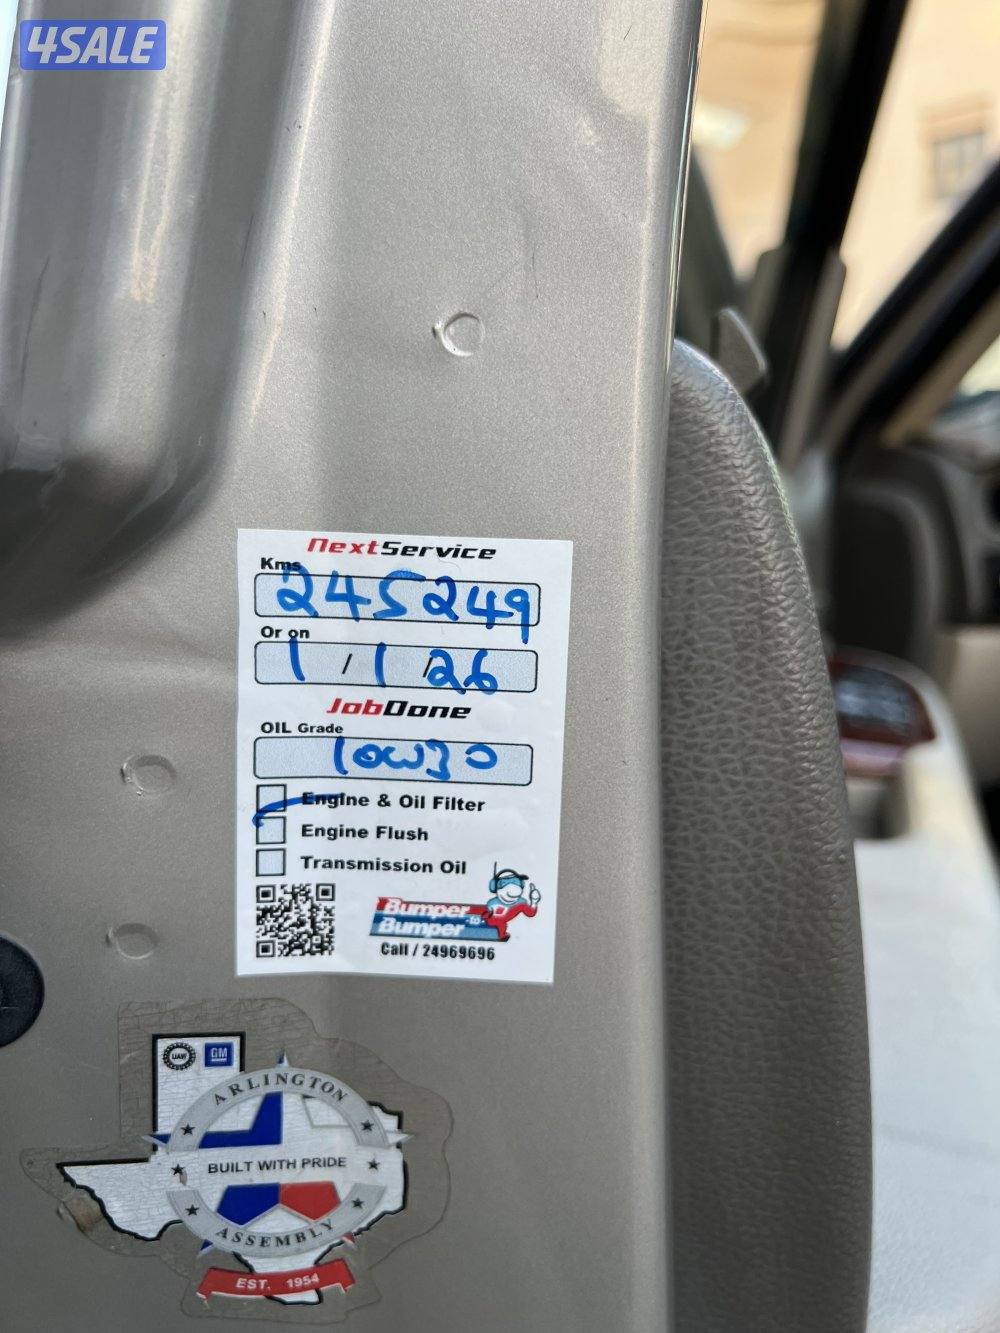 4SALE
NextService
Kms
245249
Or on
1 / 1 / 26
JobDone
OIL Grade
10W30
Engine & Oil Filter
Engine Flush
Transmission Oil
Bumper
-to-
Bumper
Call / 24969696
UAW GM
ARLINGTON
BUILT WITH PRIDE
ASSEMBLY
EST. 1954